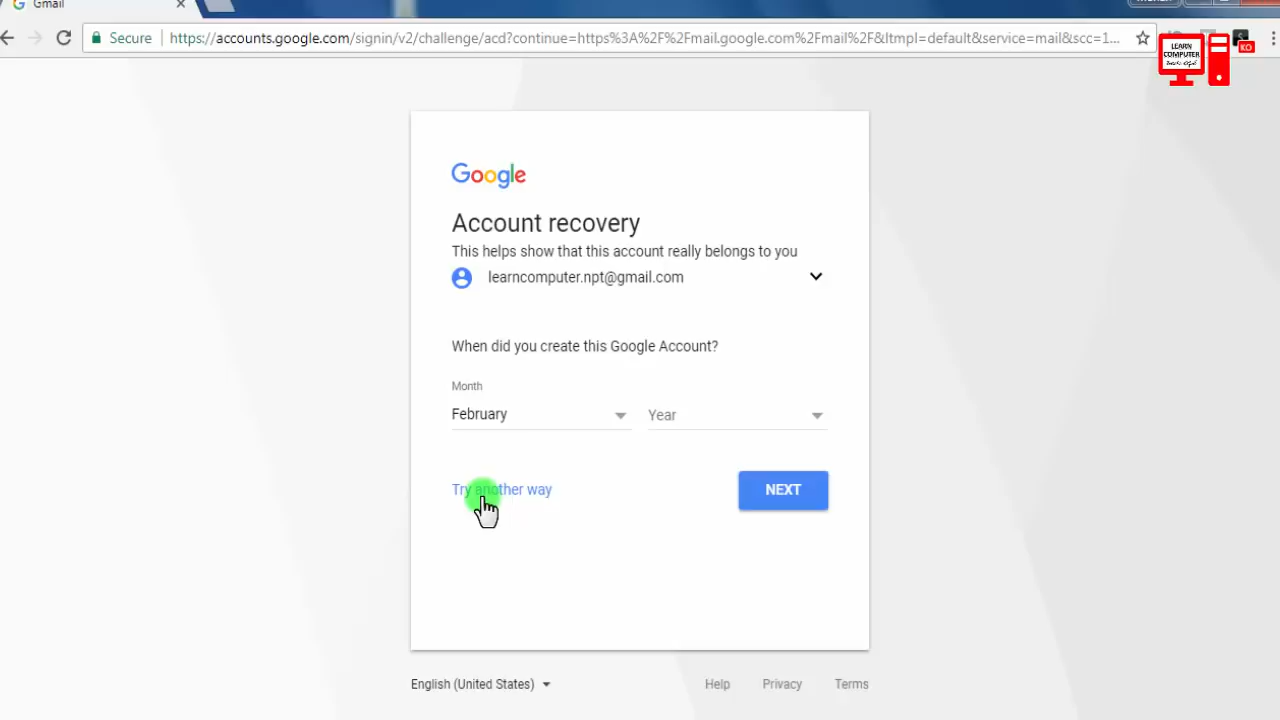 Gmail
Secure
https://accounts.google.com/signin/v2/challenge/acd?continue=https%3A%2F%2Fmail.google.com%2Fmail%2F&ltmpl=default&service=mail&scc=1...
LEARN
COMPUTER
KO
Google
Account recovery
This helps show that this account really belongs to you
learncomputer.npt@gmail.com
When did you create this Google Account?
Month
February
Year
Try another way
NEXT
English (United States)
Help
Privacy
Terms